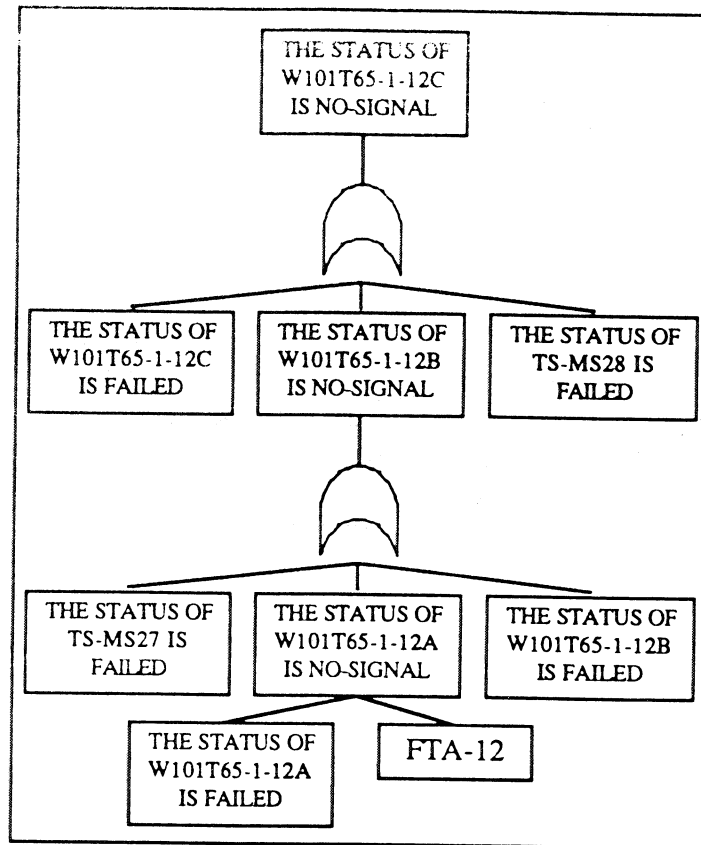 THE STATUS OF
W101T65-1-12C
IS NO-SIGNAL
THE STATUS OF
W101T65-1-12C
IS FAILED
THE STATUS OF
W101T65-1-12B
IS NO-SIGNAL
THE STATUS OF
TS-MS28 IS
FAILED
THE STATUS OF
TS-MS27 IS
FAILED
THE STATUS OF
W101T65-1-12A
IS NO-SIGNAL
THE STATUS OF
W101T65-1-12B
IS FAILED
THE STATUS OF
W101T65-1-12A
IS FAILED
FTA-12